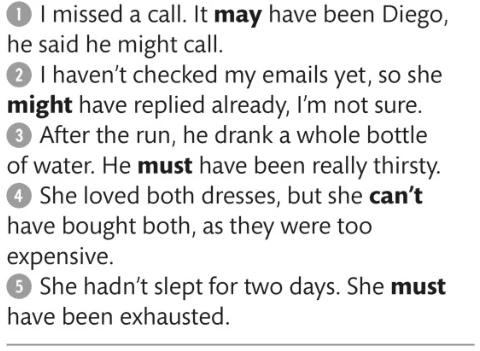 1 I missed a call. It may have been Diego,
he said he might call.
2 I haven’t checked my emails yet, so she
might have replied already, I’m not sure.
3 After the run, he drank a whole bottle
of water. He must have been really thirsty.
4 She loved both dresses, but she can’t
have bought both, as they were too
expensive.
5 She hadn’t slept for two days. She must
have been exhausted.